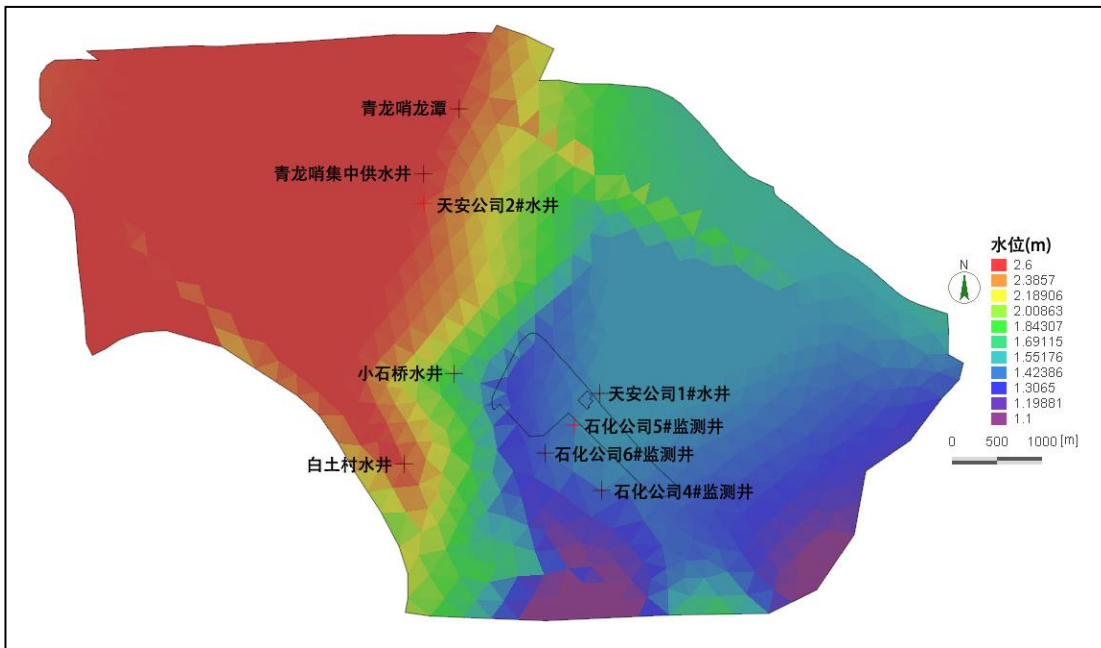 青龙哨龙潭
青龙哨集中供水井
天安公司2#水井
小石桥水井
天安公司1#水井
石化公司5#监测井
石化公司6#监测井
白土村水井
石化公司4#监测井
水位(m)
N
2.6
2.3857
2.18906
2.00863
1.84307
1.69115
1.55176
1.42386
1.3065
1.19881
1.1
0 500 1000 [m]